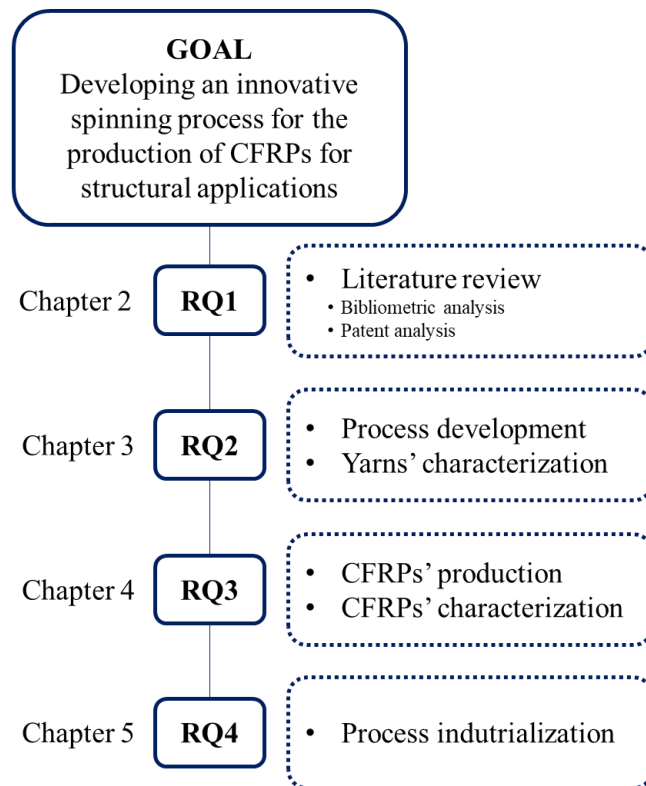 GOAL
Developing an innovative
spinning process for the
production of CFRPs for
structural applications
Chapter 2
RQ1
• Literature review
• Bibliometric analysis
• Patent analysis
Chapter 3
RQ2
• Process development
• Yarns’ characterization
Chapter 4
RQ3
• CFRPs’ production
• CFRPs’ characterization
Chapter 5
RQ4
• Process indutrialization